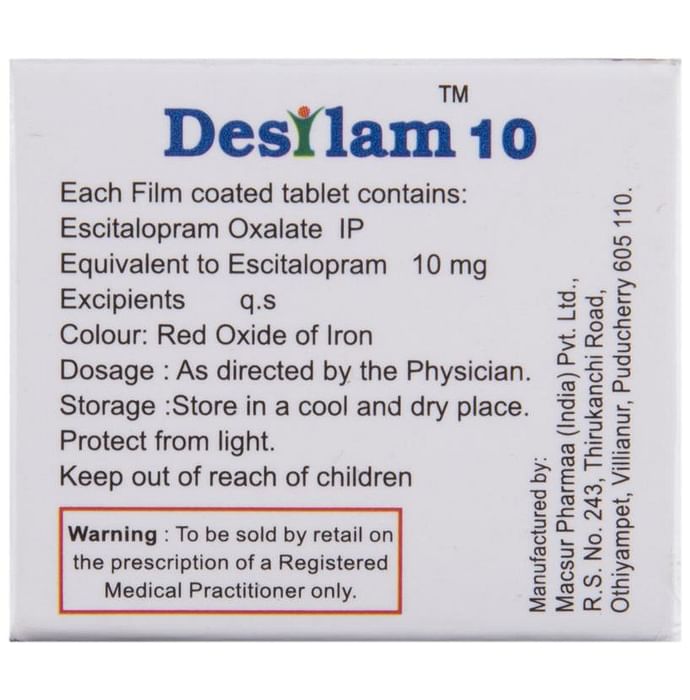 Desilam 10 ™
Each Film coated tablet contains:
Escitalopram Oxalate IP
Equivalent to Escitalopram 10 mg
Excipients q.s
Colour: Red Oxide of Iron
Dosage : As directed by the Physician.
Storage :Store in a cool and dry place.
Protect from light.
Keep out of reach of children
Warning : To be sold by retail on
the prescription of a Registered
Medical Practitioner only.
Manufactured by:
Macsur Pharmaa (India) Pvt. Ltd.,
R.S. No. 243, Thirukanchi Road,
Othiyampet, Villianur, Puducherry 605 110.